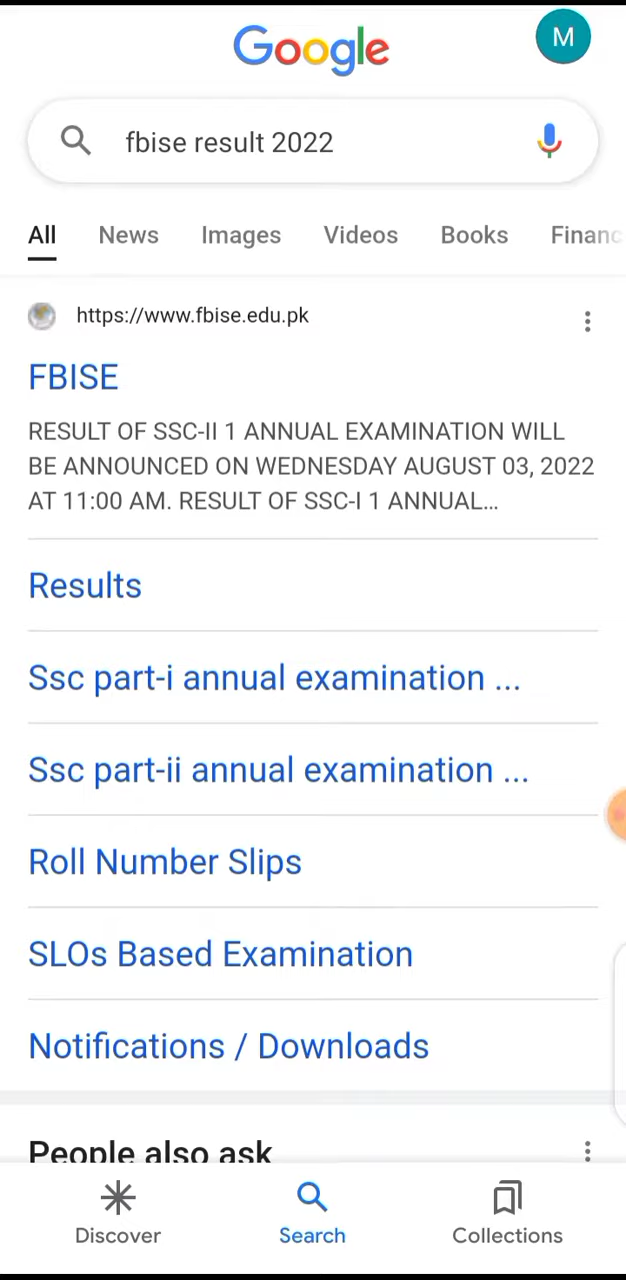 Google
M
fbise result 2022
All News Images Videos Books Financ
https://www.fbise.edu.pk
FBISE
RESULT OF SSC-II 1 ANNUAL EXAMINATION WILL
BE ANNOUNCED ON WEDNESDAY AUGUST 03, 2022
AT 11:00 AM. RESULT OF SSC-I 1 ANNUAL...
Results
Ssc part-i annual examination ...
Ssc part-ii annual examination ...
Roll Number Slips
SLOs Based Examination
Notifications / Downloads
People also ask
Discover Search Collections